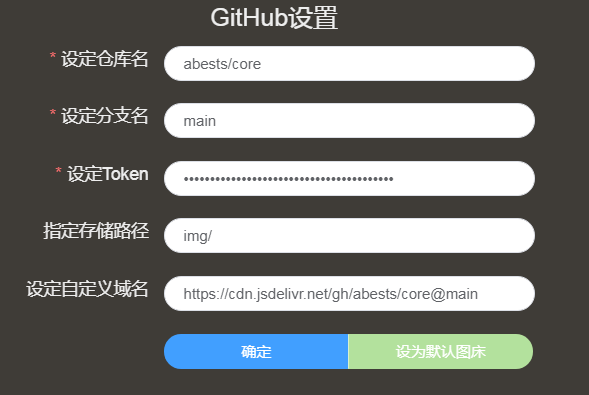 GitHub设置
* 设定仓库名
abests/core
* 设定分支名
main
* 设定Token
••••••••••••••••••••••••••••••••••••••••
指定存储路径
img/
设定自定义域名
https://cdn.jsdelivr.net/gh/abests/core@main
确定
设为默认图床